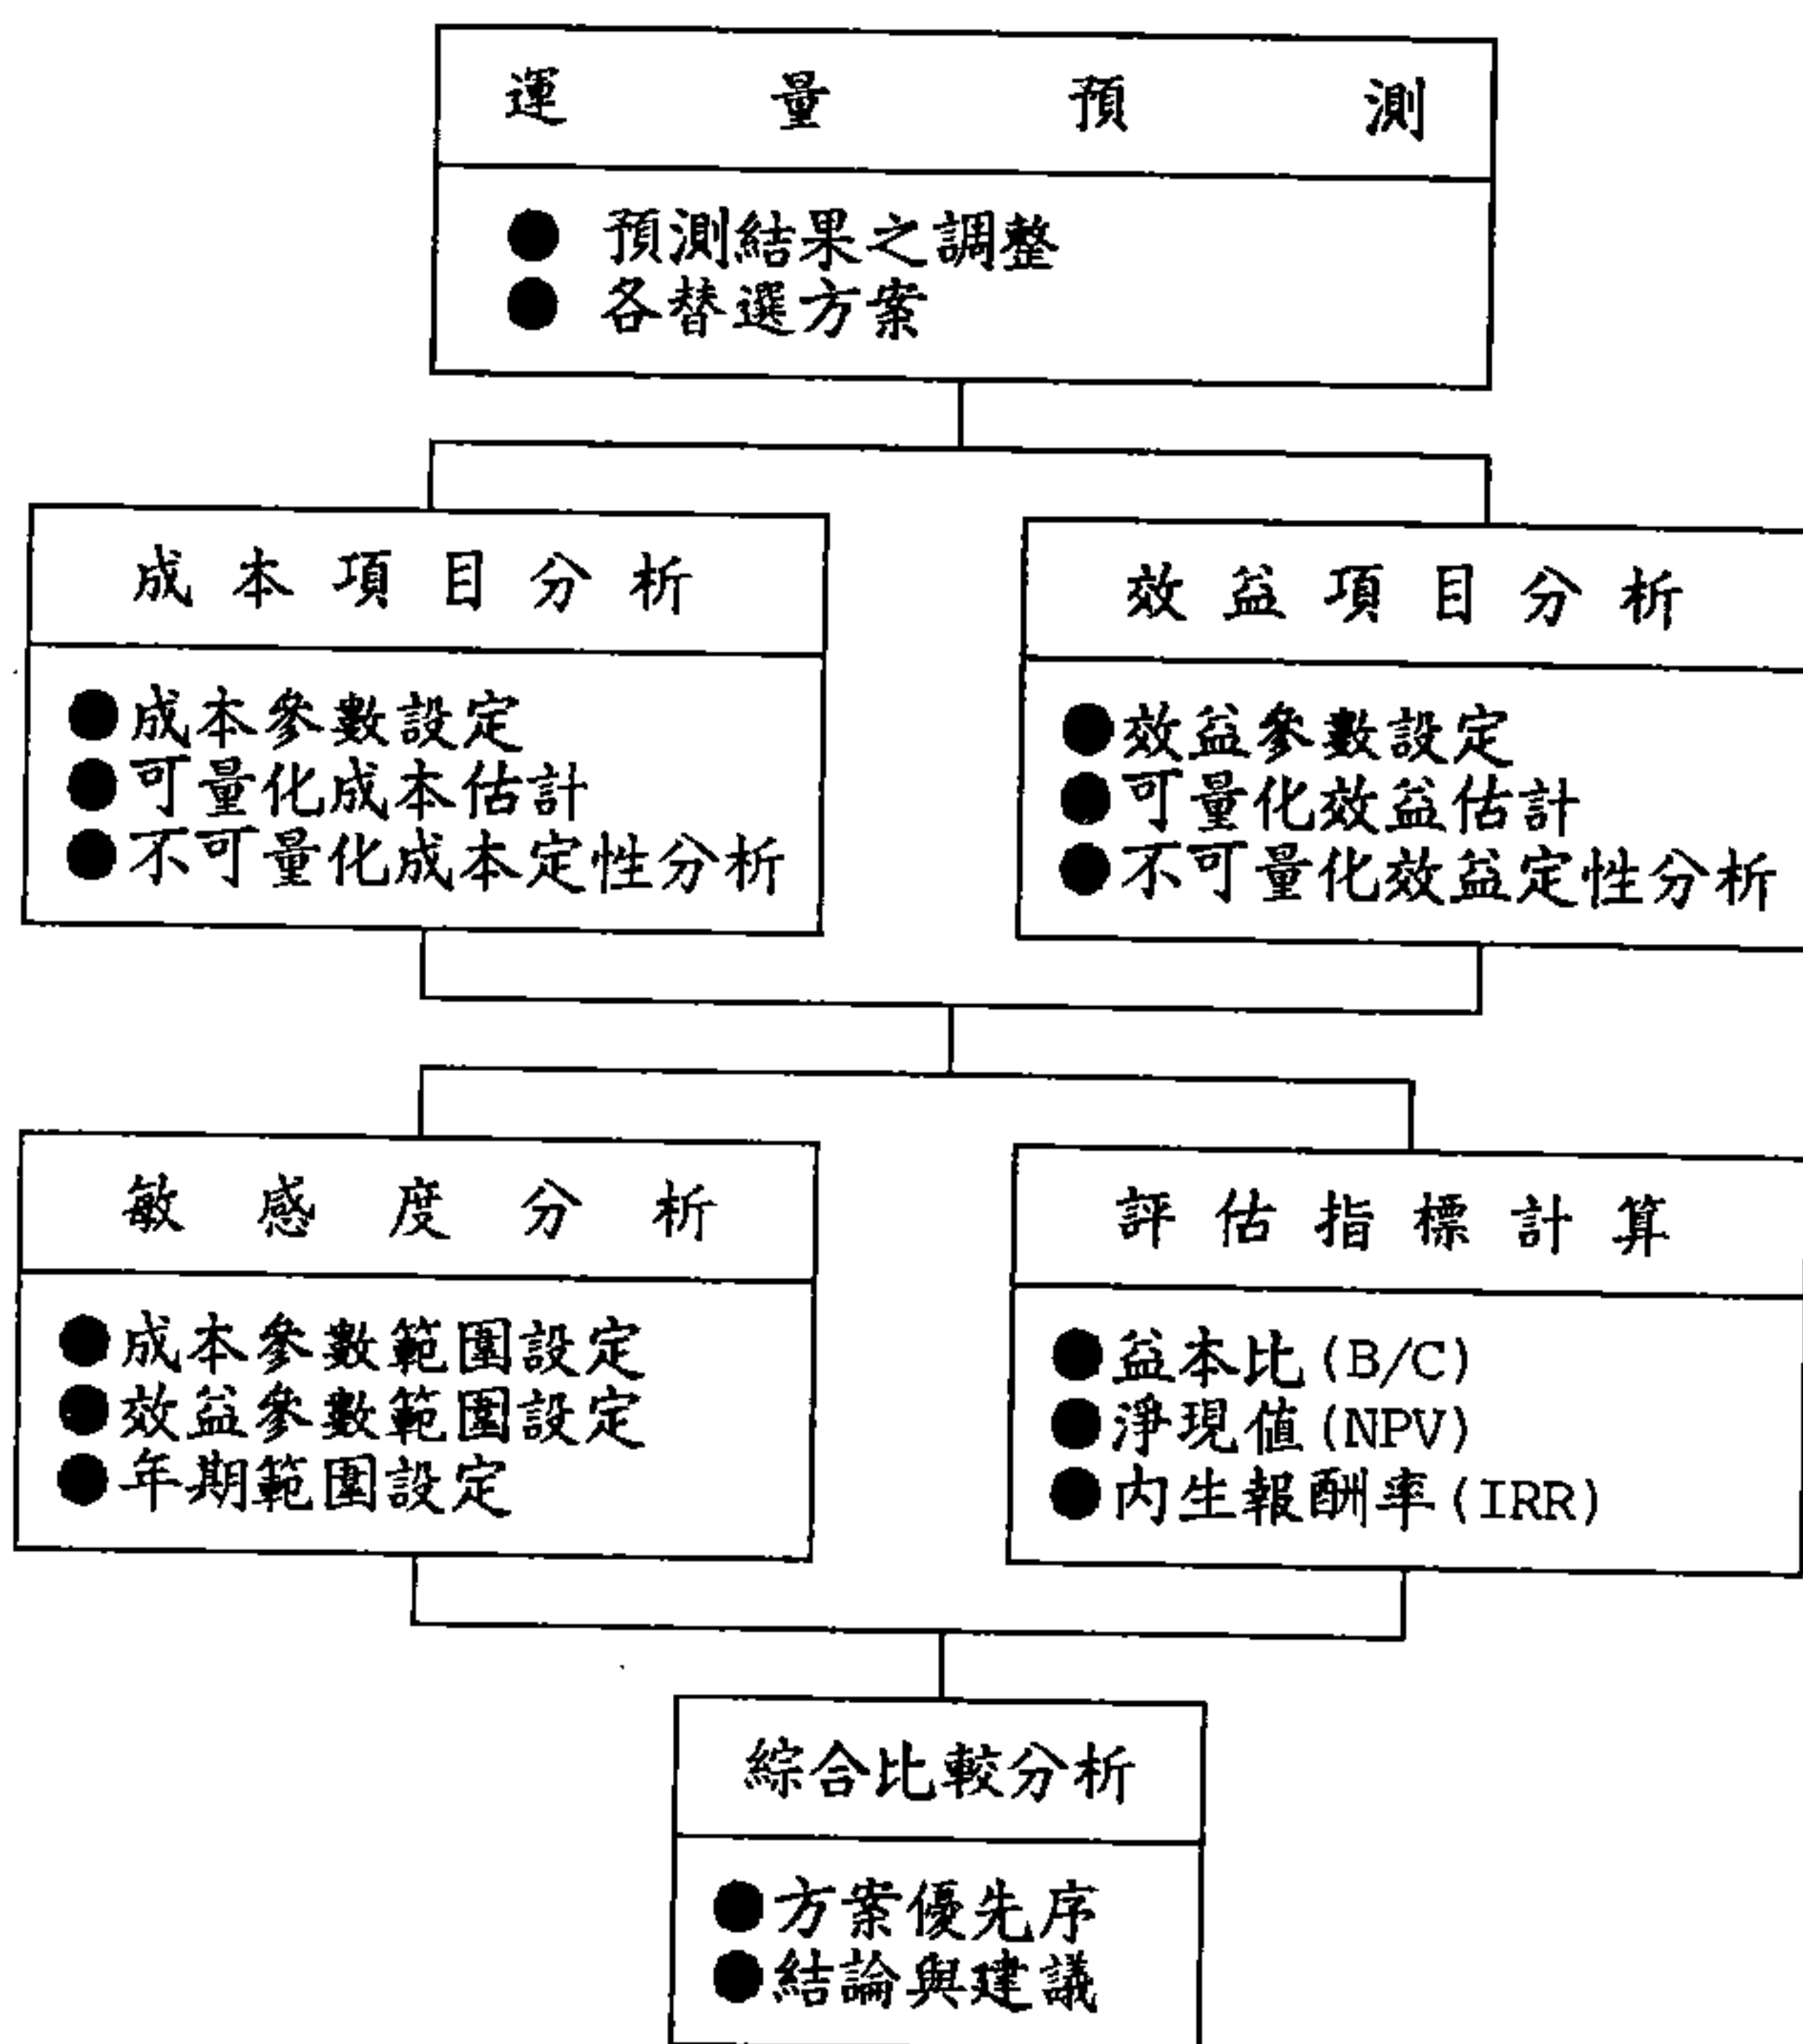 運量預測
● 預測結果之調整
● 各替選方案
成本項目分析
●成本參數設定
●可量化成本估計
●不可量化成本定性分析
效益項目分析
●效益參數設定
●可量化效益估計
●不可量化效益定性分析
敏感度分析
●成本參數範圍設定
●效益參數範圍設定
●年期範圍設定
評估指標計算
●益本比(B/C)
●淨現值(NPV)
●內生報酬率(IRR)
綜合比較分析
●方案優先序
●結論與建議